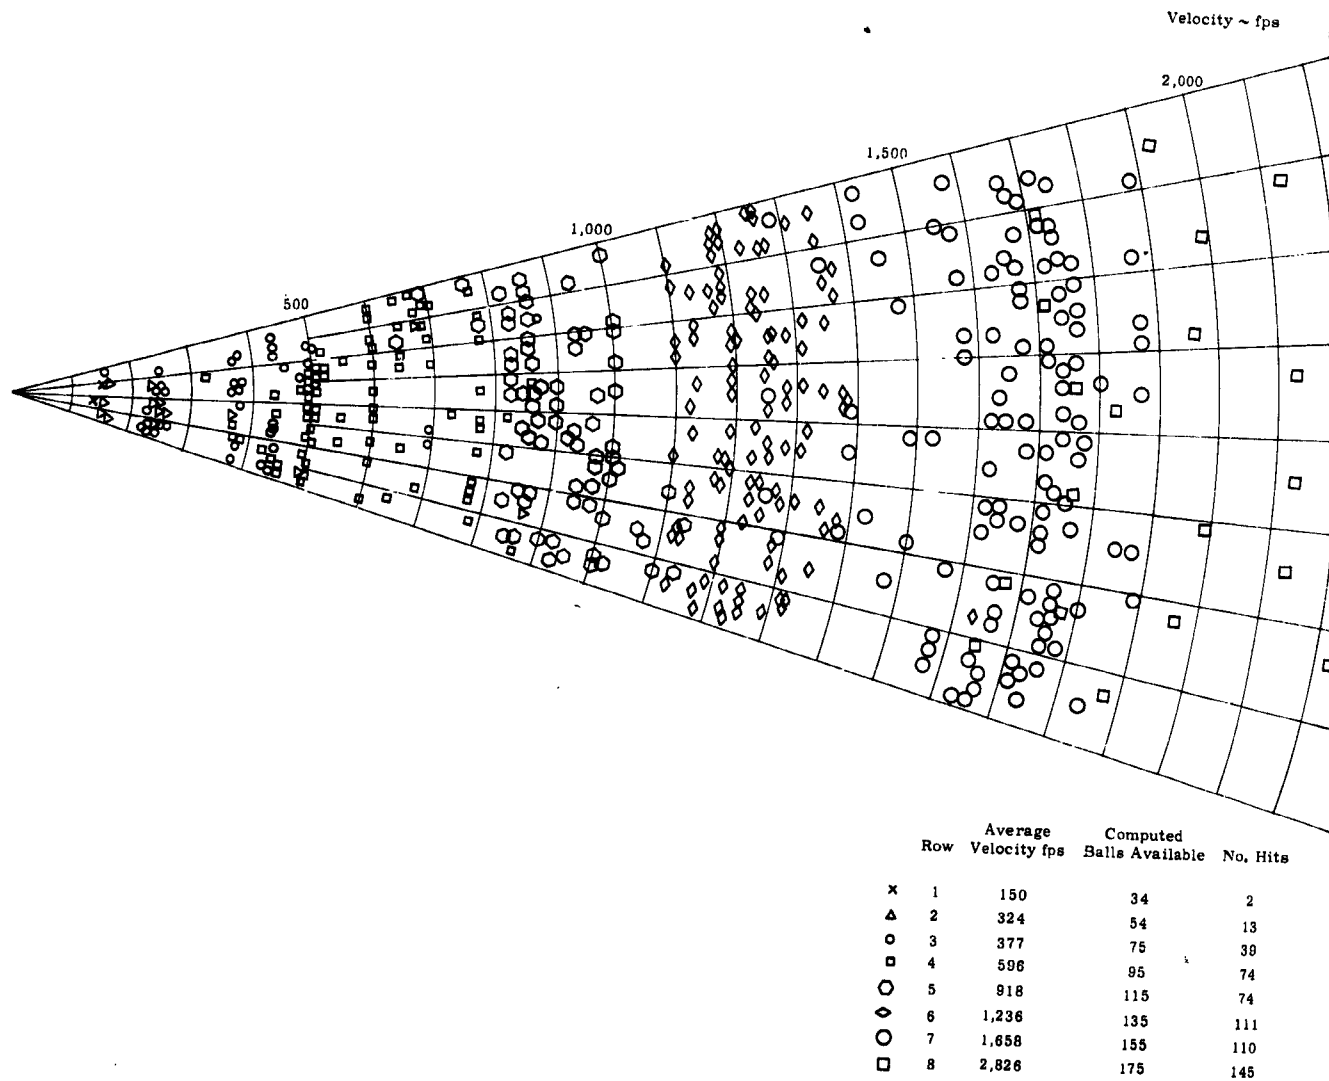 Velocity ~ fps
2,000
1,500
1,000
500
Row Average Velocity fps Computed Balls Available No. Hits
x 1 150 34 2
△ 2 324 54 13
○ 3 377 75 39
□ 4 596 95 74
⬡ 5 918 115 74
◇ 6 1,236 135 111
○ 7 1,658 155 110
□ 8 2,826 175 145